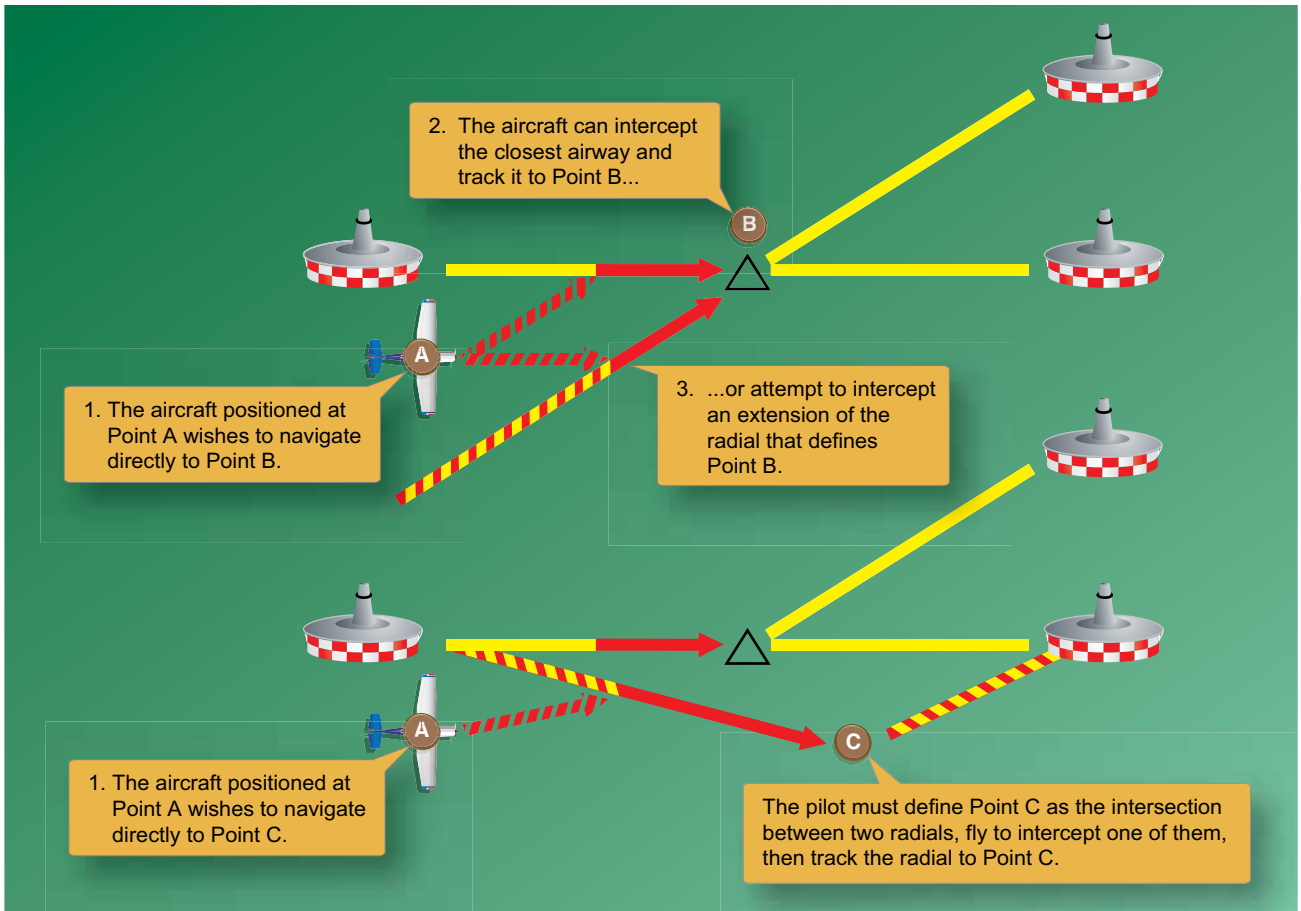 2. The aircraft can intercept
the closest airway and
track it to Point B...
B
A
1. The aircraft positioned at
Point A wishes to navigate
directly to Point B.
3. ...or attempt to intercept
an extension of the
radial that defines
Point B.
A
C
1. The aircraft positioned at
Point A wishes to navigate
directly to Point C.
The pilot must define Point C as the intersection
between two radials, fly to intercept one of them,
then track the radial to Point C.